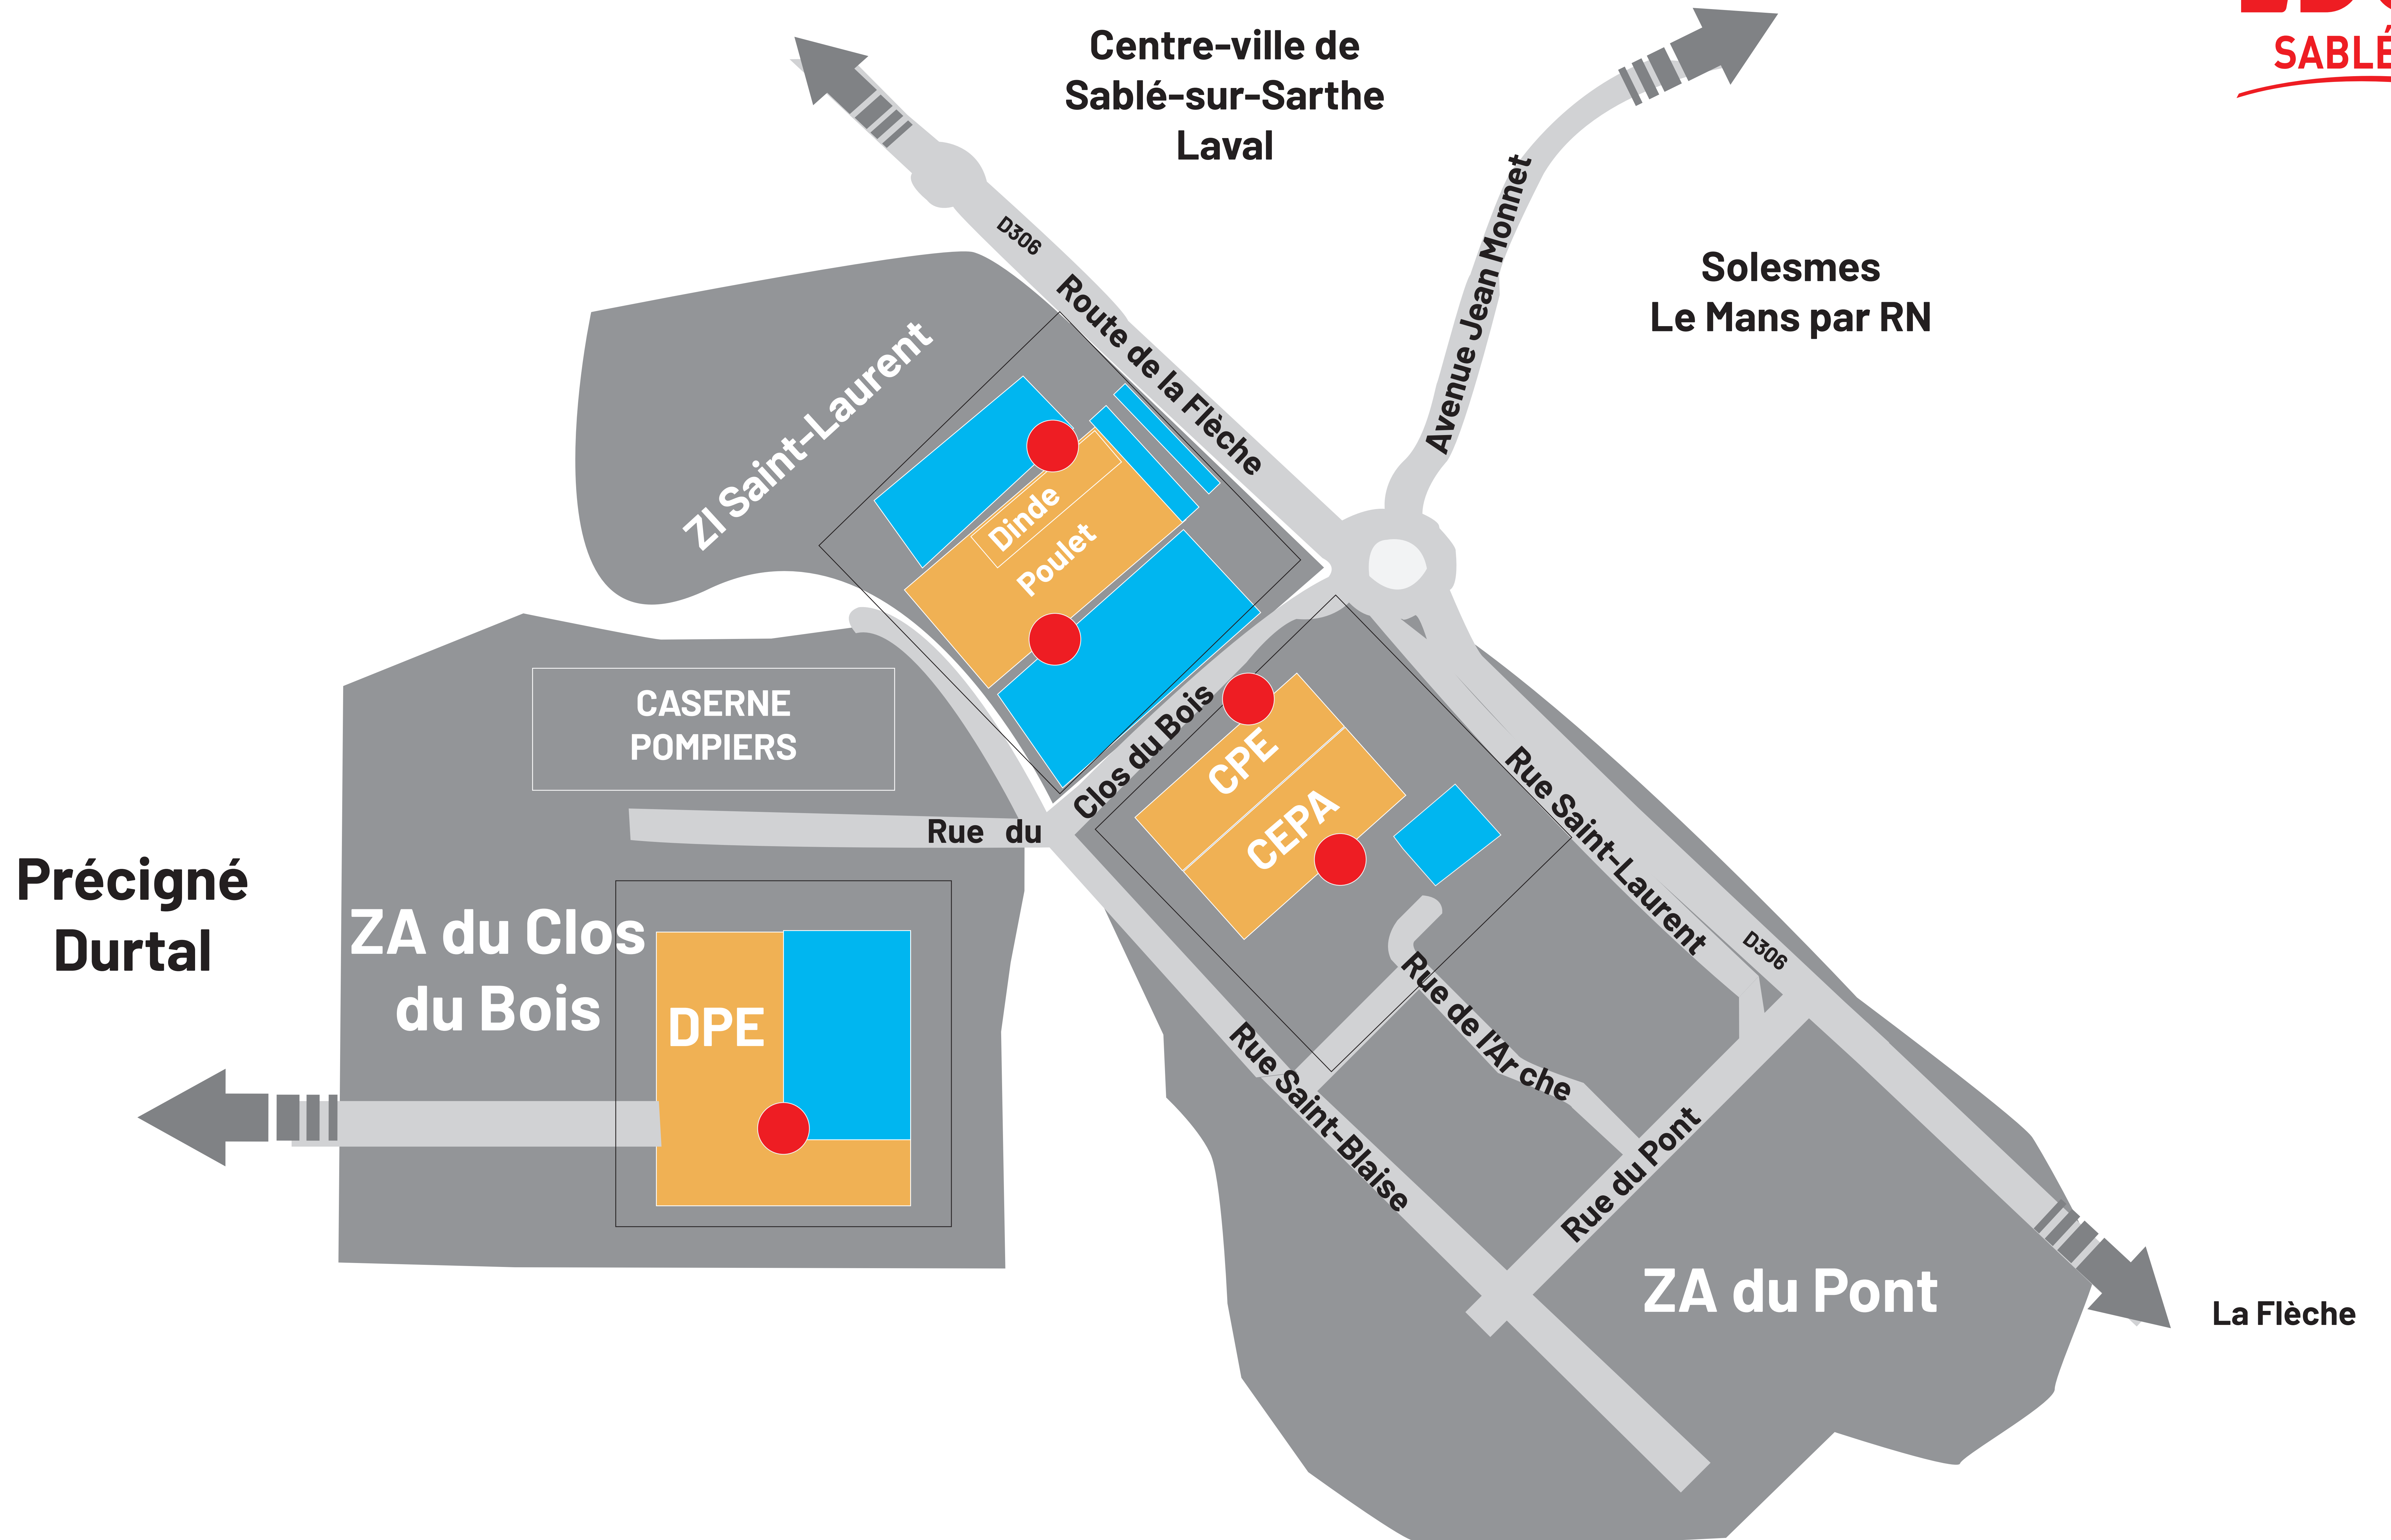 Centre-ville de
Sablé-sur-Sarthe
Laval
SABLÉ
D306
Route de la Flèche
Avenue Jean Monnet
Solesmes
Le Mans par RN
ZI Saint-Laurent
Dinde
Poulet
CASERNE
POMPIERS
Rue du Clos du Bois
CPE
CEPA
Rue Saint-Laurent
D306
Précigné
Durtal
ZA du Clos
du Bois
DPE
Rue de l'Ar che
Rue Saint-Blaise
Rue du Pont
ZA du Pont
La Flèche